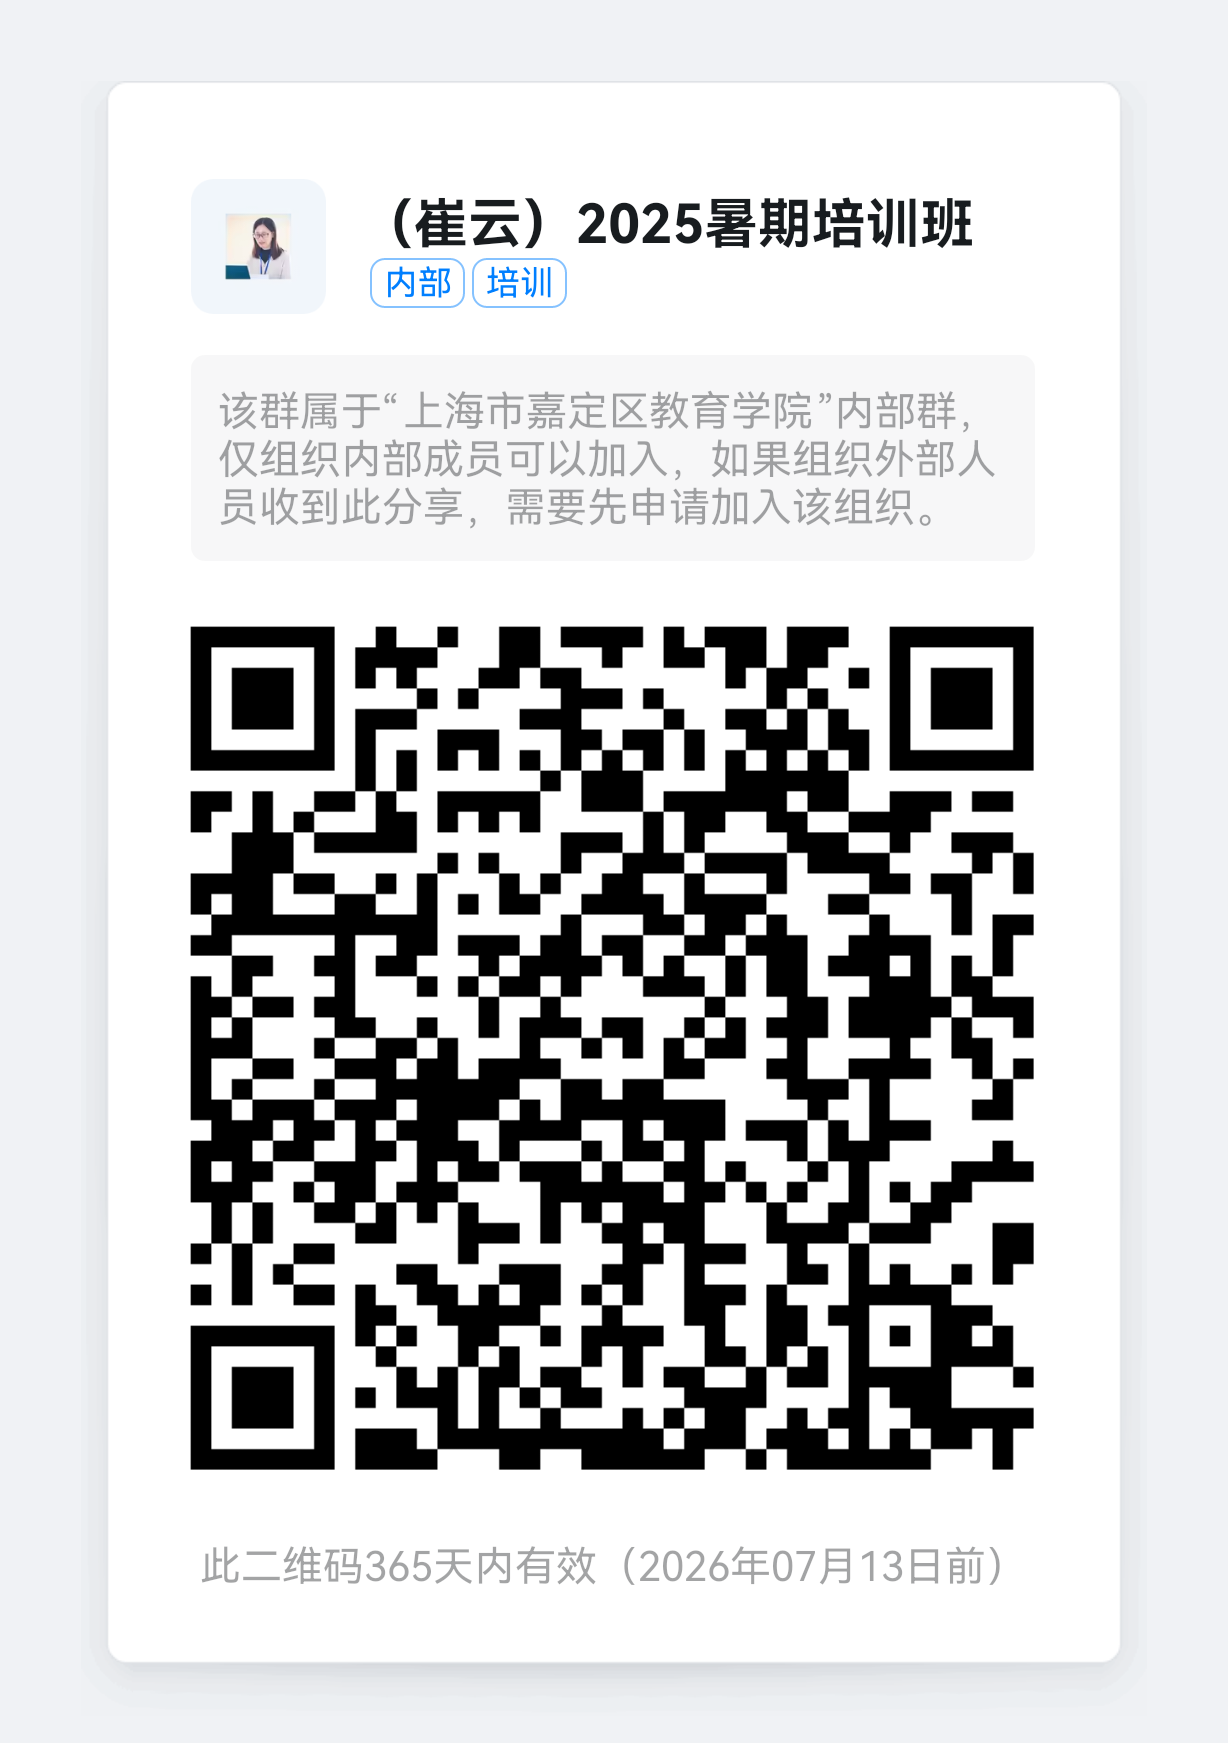 （崔云）2025暑期培训班
内部 培训
该群属于“上海市嘉定区教育学院”内部群，
仅组织内部成员可以加入，如果组织外部人
员收到此分享，需要先申请加入该组织。
此二维码365天内有效（2026年07月13日前）